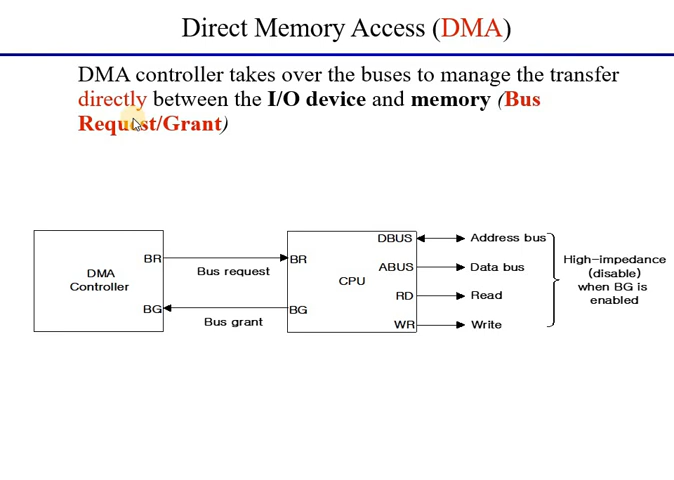 Direct Memory Access (DMA)
DMA controller takes over the buses to manage the transfer
directly between the I/O device and memory (Bus
Request/Grant)
DBUS Address bus
BR BR High-impedance
DMA Bus request ABUS Data bus (disable)
Controller CPU when BG is
RD Read enabled
BG BG
Bus grant WR Write